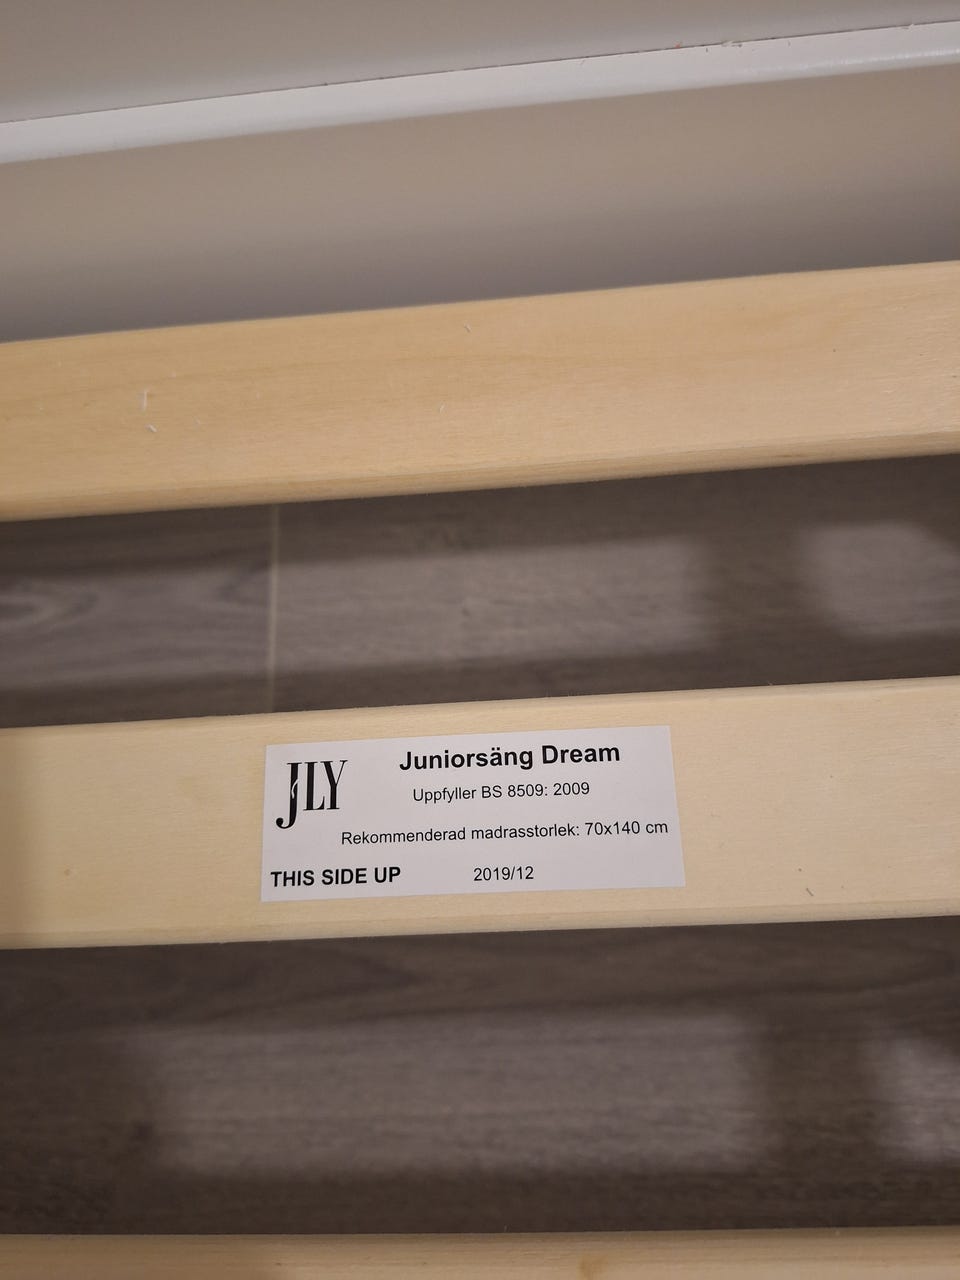 JLY
Juniorsäng Dream
Uppfyller BS 8509: 2009
Rekommenderad madrasstorlek: 70x140 cm
THIS SIDE UP
2019/12